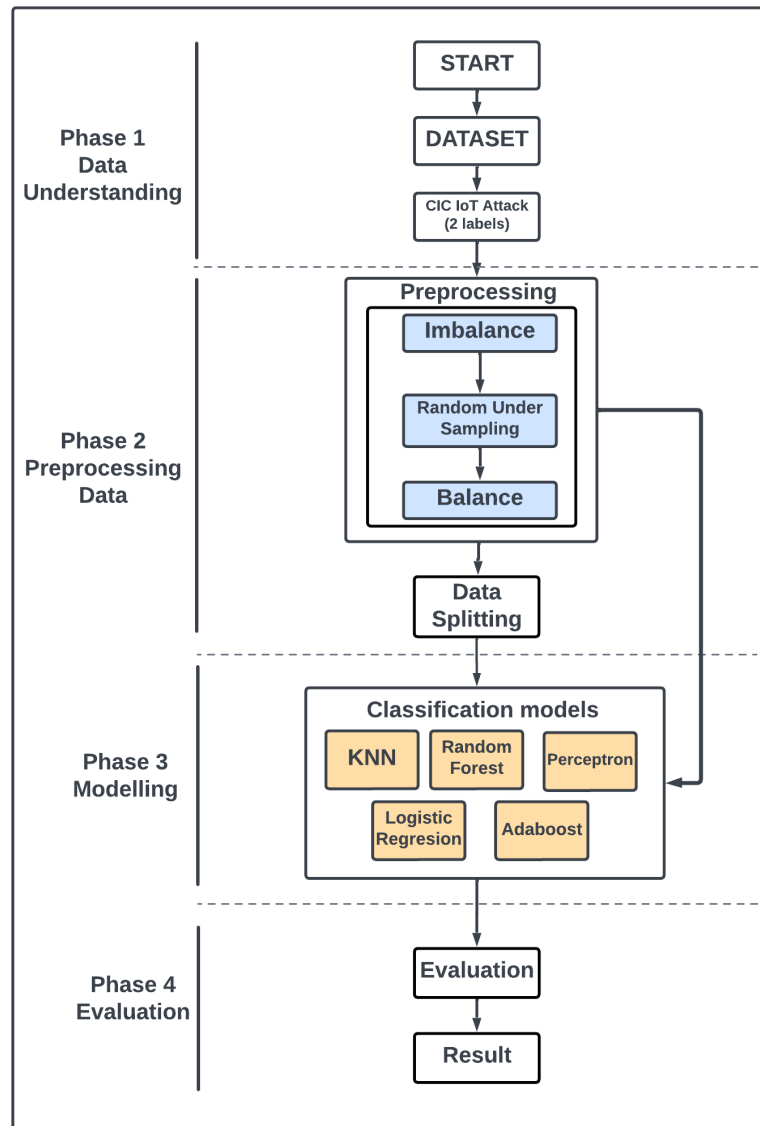 Phase 1
Data
Understanding
START
DATASET
CIC IoT Attack
(2 labels)
Phase 2
Preprocessing
Data
Preprocessing
Imbalance
Random Under
Sampling
Balance
Data
Splitting
Phase 3
Modelling
Classification models
KNN
Random
Forest
Perceptron
Logistic
Regresion
Adaboost
Phase 4
Evaluation
Evaluation
Result